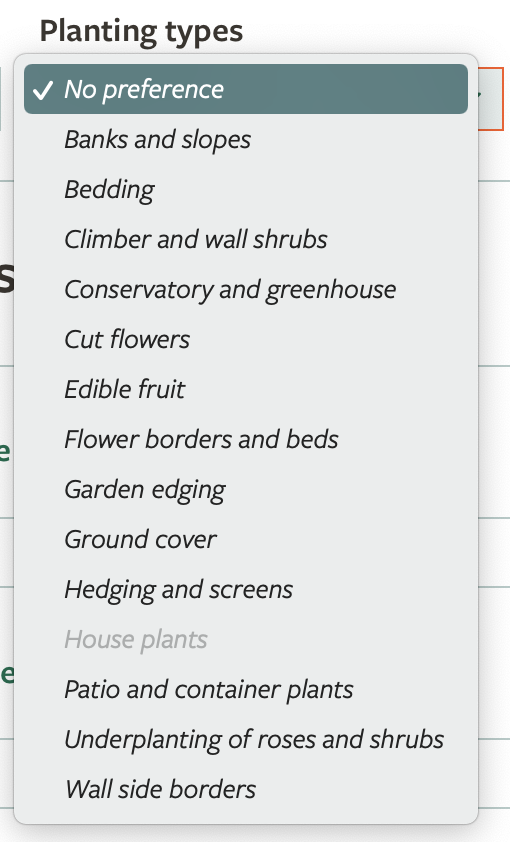 Planting types
No preference
Banks and slopes
Bedding
Climber and wall shrubs
Conservatory and greenhouse
Cut flowers
Edible fruit
Flower borders and beds
Garden edging
Ground cover
Hedging and screens
House plants
Patio and container plants
Underplanting of roses and shrubs
Wall side borders